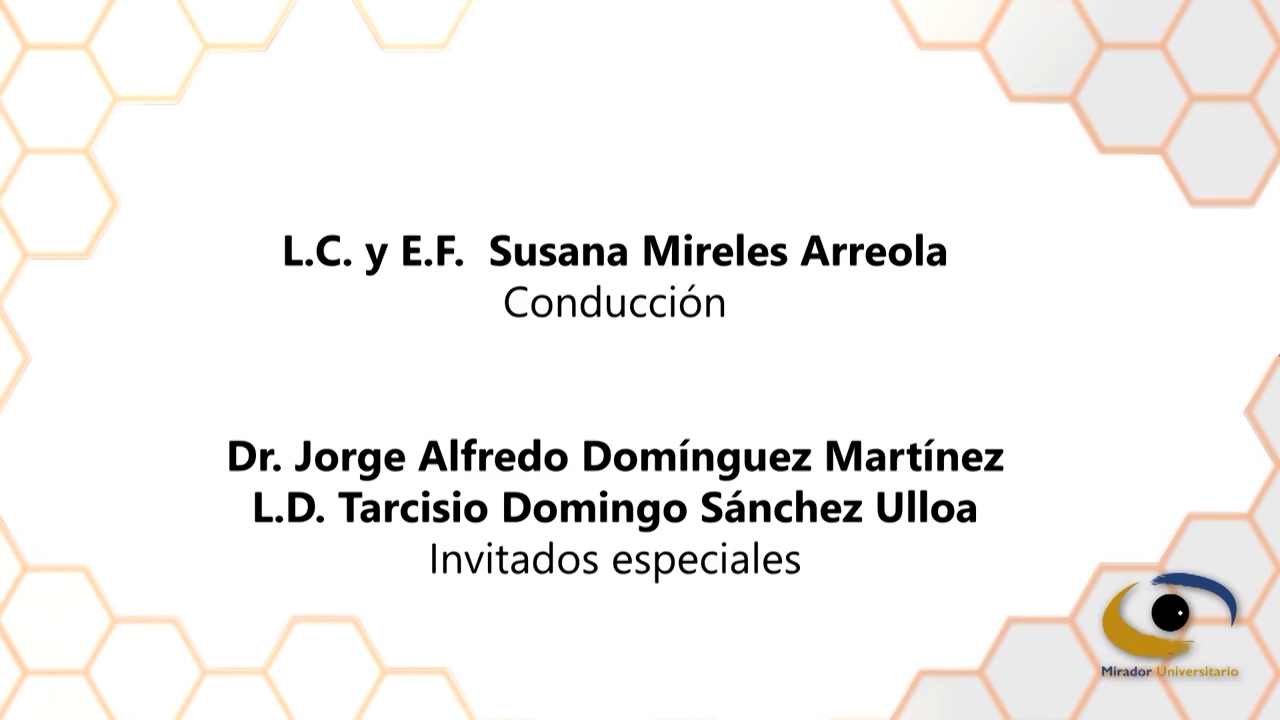 L.C. y E.F.  Susana Mireles Arreola
Conducción
Dr. Jorge Alfredo Domínguez Martínez
L.D. Tarcisio Domingo Sánchez Ulloa
Invitados especiales
Mirador Universitario